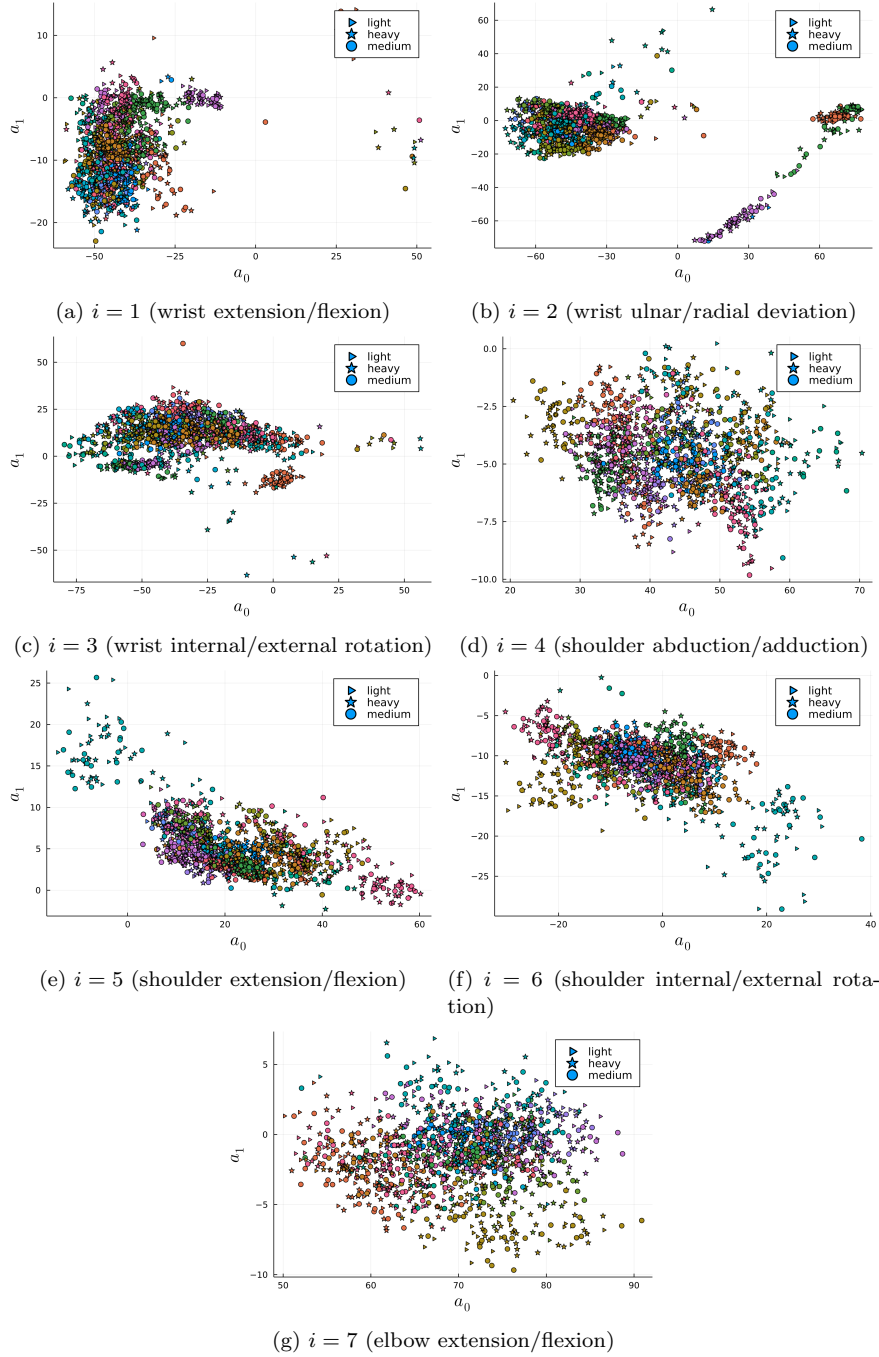 light
heavy
medium
10
0
−10
−20
−50
−25
0
25
50
a₁
a₀
(a) i = 1 (wrist extension/flexion)
light
heavy
medium
60
40
20
0
−20
−40
−60
−60
−30
0
30
60
a₁
a₀
(b) i = 2 (wrist ulnar/radial deviation)
light
heavy
medium
50
25
0
−25
−50
−75
−50
−25
0
25
50
a₁
a₀
(c) i = 3 (wrist internal/external rotation)
light
heavy
medium
0.0
−2.5
−5.0
−7.5
−10.0
20
30
40
50
60
70
a₁
a₀
(d) i = 4 (shoulder abduction/adduction)
light
heavy
medium
25
20
15
10
5
0
0
20
40
60
a₁
a₀
(e) i = 5 (shoulder extension/flexion)
light
heavy
medium
0
−5
−10
−15
−20
−25
−20
0
20
40
a₁
a₀
(f) i = 6 (shoulder internal/external rota-
tion)
light
heavy
medium
5
0
−5
−10
50
60
70
80
90
a₁
a₀
(g) i = 7 (elbow extension/flexion)